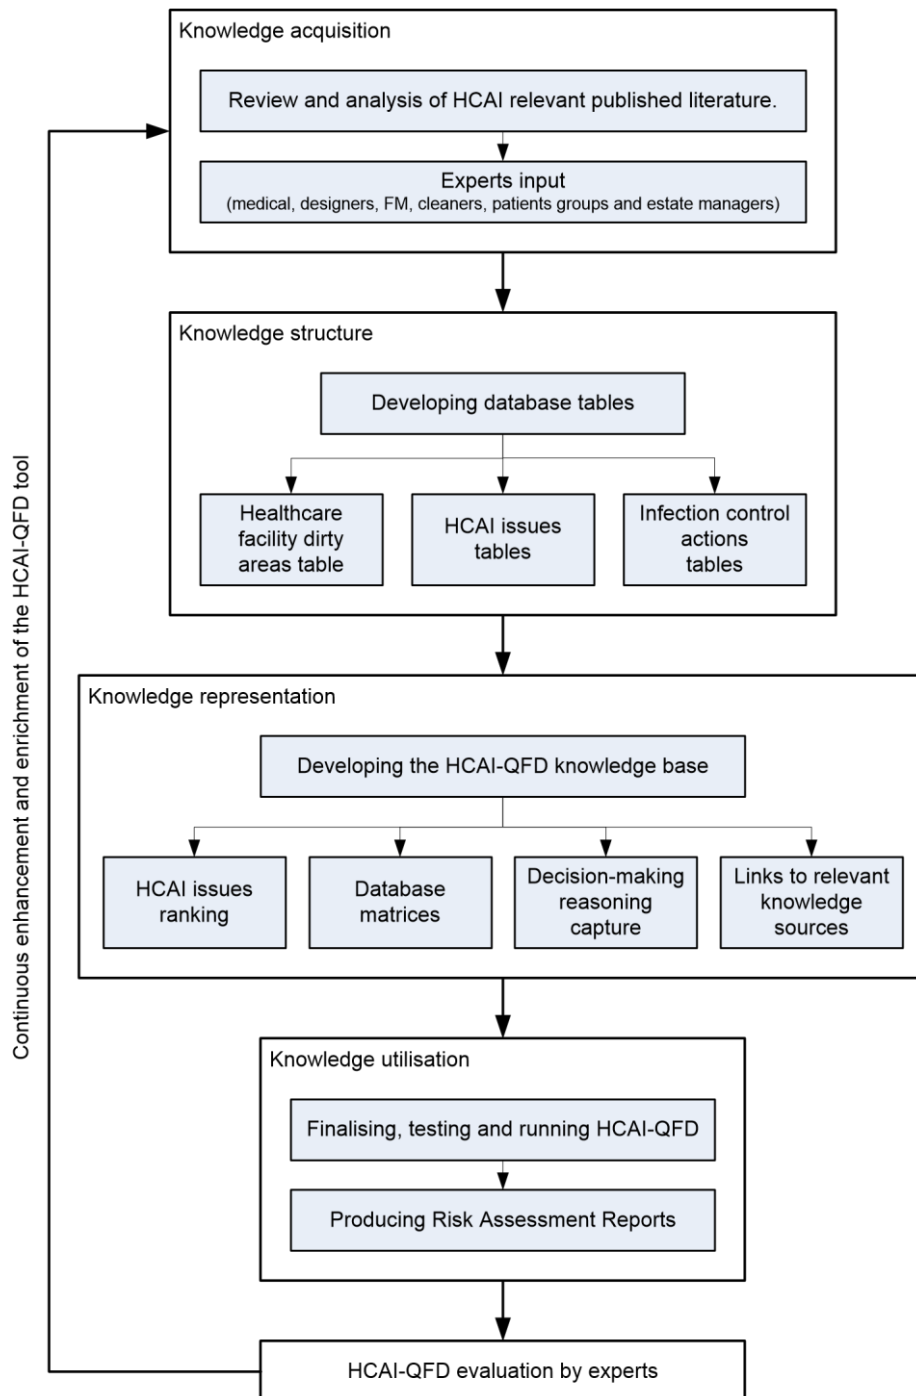 Knowledge acquisition
Review and analysis of HCAI relevant published literature.
Experts input
(medical, designers, FM, cleaners, patients groups and estate managers)
Knowledge structure
Developing database tables
Healthcare
facility dirty
areas table
HCAI issues
tables
Infection control
actions
tables
Knowledge representation
Developing the HCAI-QFD knowledge base
HCAI issues
ranking
Database
matrices
Decision-making
reasoning
capture
Links to relevant
knowledge
sources
Knowledge utilisation
Finalising, testing and running HCAI-QFD
Producing Risk Assessment Reports
HCAI-QFD evaluation by experts
Continuous enhancement and enrichment of the HCAI-QFD tool